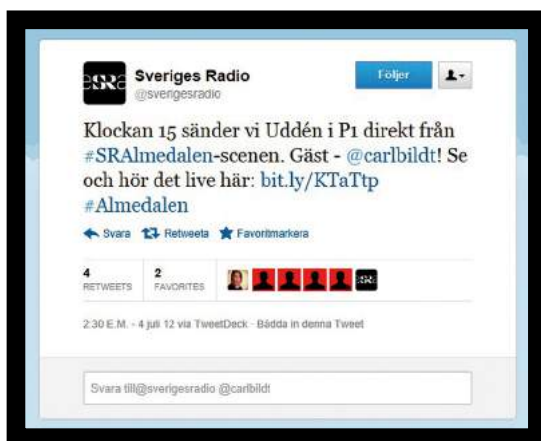 Sveriges Radio
@sverigesradio
Följer
Klockan 15 sänder vi Uddén i P1 direkt från
#SRAlmedalen-scenen. Gäst - @carlbildt! Se
och hör det live här: bit.ly/KTaTtp
#Almedalen
Svara Retweeta Favoritmarkera
4 RETWEETS
2 FAVORITES
2:30 E.M. - 4 juli 12 via TweetDeck · Bädda in denna Tweet
Svara till@sverigesradio @carlbildt